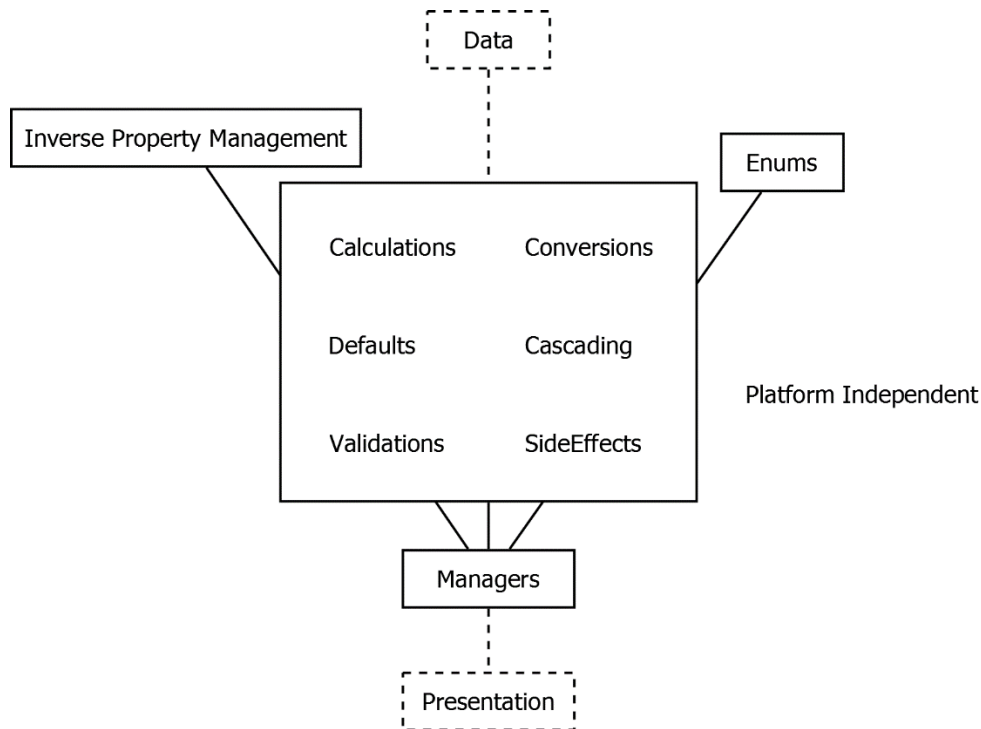 Data
Inverse Property Management
Enums
Calculations
Conversions
Defaults
Cascading
Platform Independent
Validations
SideEffects
Managers
Presentation